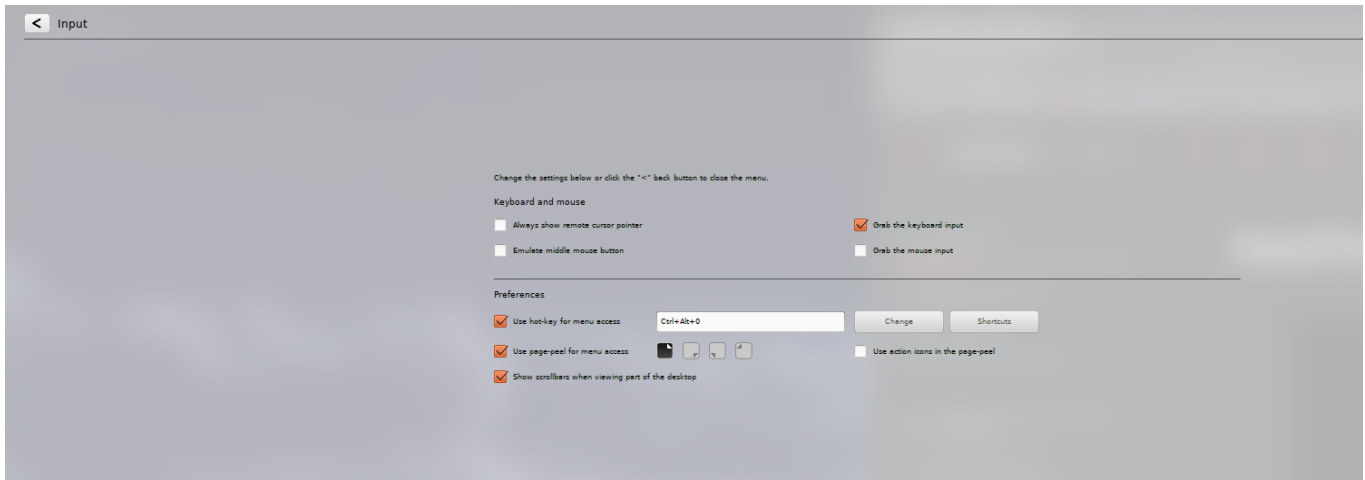 < Input
Change the settings below or click the "<" back button to close the menu.
Keyboard and mouse
Always show remote cursor pointer
Grab the keyboard input
Emulate middle mouse button
Grab the mouse input
Preferences
Use hot-key for menu access Ctrl+Alt+0 Change Shortcuts
Use page-peel for menu access
Use action icons in the page-peel
Show scrollbars when viewing part of the desktop